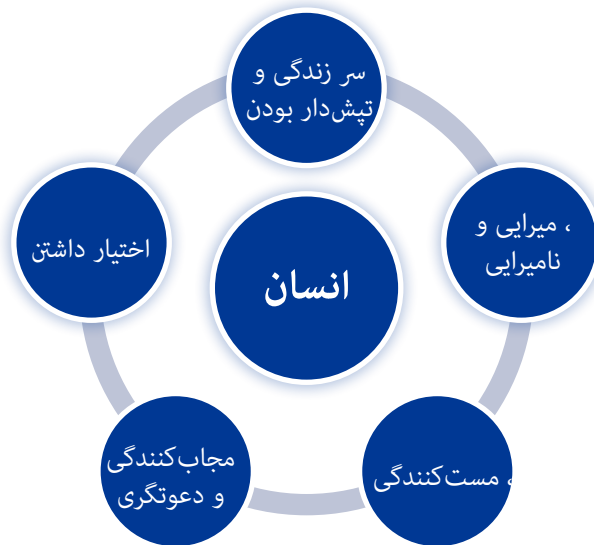 سر زندگی و
تپش‌دار بودن
، میرایی و
نامیرایی
اختیار داشتن
انسان
مجاب‌کنندگی
و دعوتگری
، مست‌کنندگی